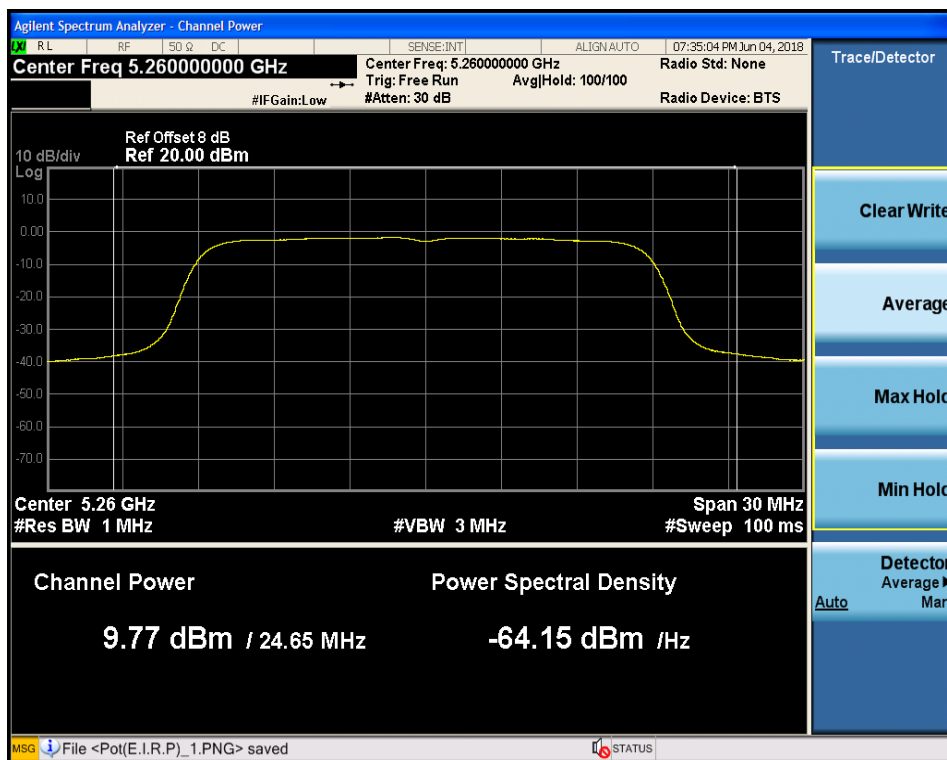 Agilent Spectrum Analyzer - Channel Power
LXI RL RF 50 Ω DC SENSE:INT ALIGN AUTO 07:35:04 PM Jun 04, 2018
Center Freq 5.260000000 GHz
Center Freq: 5.260000000 GHz
Radio Std: None
Trig: Free Run Avg|Hold: 100/100
#IFGain:Low
#Atten: 30 dB
Radio Device: BTS
Ref Offset 8 dB
10 dB/div Ref 20.00 dBm
Log
10.0
0.00
-10.0
-20.0
-30.0
-40.0
-50.0
-60.0
-70.0
Center 5.26 GHz Span 30 MHz
#Res BW 1 MHz #VBW 3 MHz #Sweep 100 ms
Channel Power Power Spectral Density
9.77 dBm / 24.65 MHz -64.15 dBm /Hz
MSG File <Pot(E.I.R.P)_1.PNG> saved STATUS
Trace/Detector
Clear Write
Average
Max Hold
Min Hold
Detector
Average
Auto Man